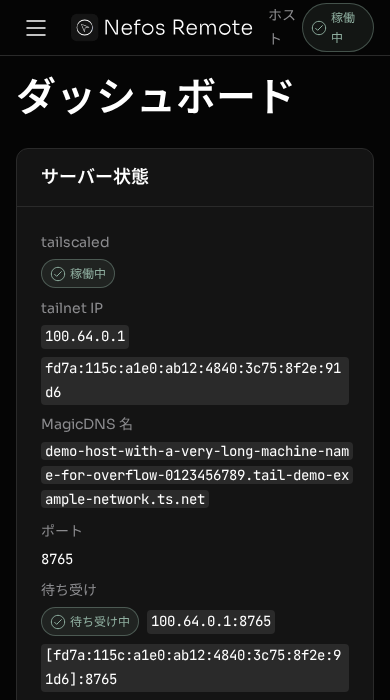 Nefos Remote
ホス
ト
稼働
中
ダッシュボード
サーバー状態
tailscaled
稼働中
tailnet IP
100.64.0.1
fd7a:115c:a1e0:ab12:4840:3c75:8f2e:91
d6
MagicDNS 名
demo-host-with-a-very-long-machine-nam
e-for-overflow-0123456789.tail-demo-ex
ample-network.ts.net
ポート
8765
待ち受け
待ち受け中 100.64.0.1:8765
[fd7a:115c:a1e0:ab12:4840:3c75:8f2e:9
1d6]:8765